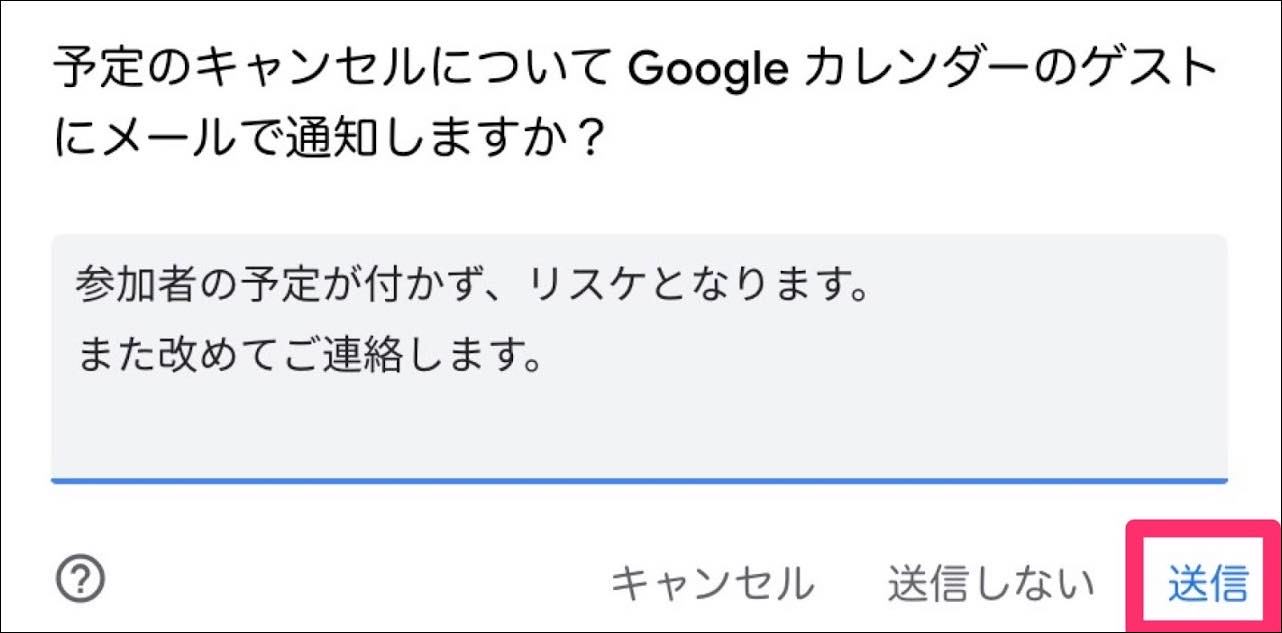 予定のキャンセルについて Google カレンダーのゲスト
にメールで通知しますか？
参加者の予定が付かず、リスケとなります。
また改めてご連絡します。
? キャンセル 送信しない 送信